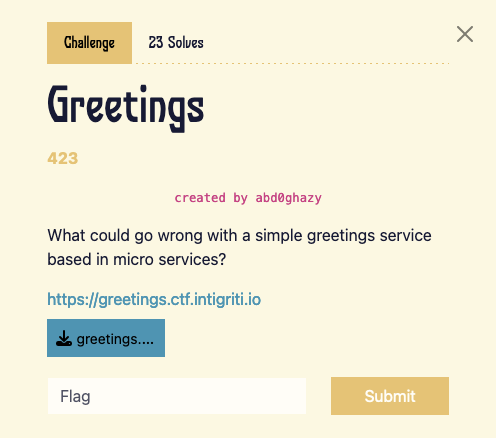 Challenge
23 Solves
Greetings
423
created by abd0ghazy
What could go wrong with a simple greetings service
based in micro services?
https://greetings.ctf.intigriti.io
greetings....
Flag
Submit